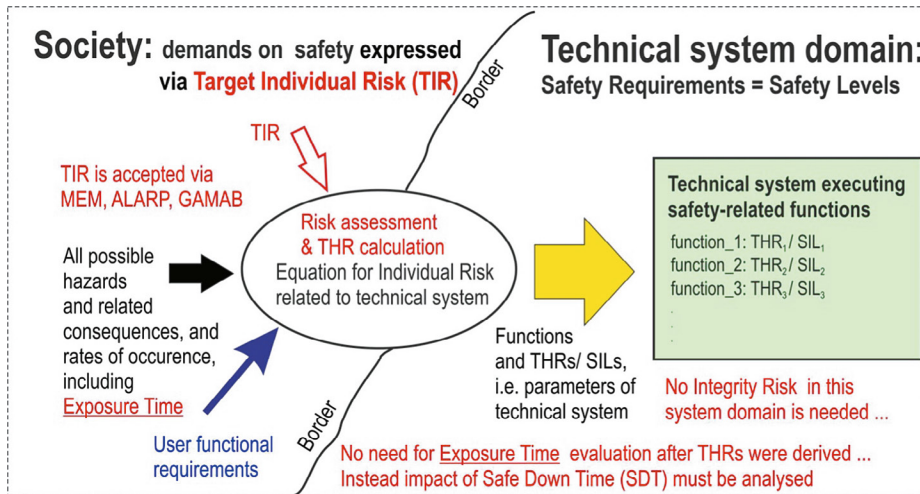 Society: demands on safety expressed
via Target Individual Risk (TIR)
Border
Technical system domain:
Safety Requirements = Safety Levels
TIR
TIR is accepted via
MEM, ALARP, GAMAB
All possible
hazards
and related
consequences, and
rates of occurence,
including
Exposure Time
User functional
requirements
Risk assessment
& THR calculation
Equation for Individual Risk
related to technical system
Border
Functions
and THRs/ SILs,
i.e. parameters of
technical system
Technical system executing
safety-related functions
function_1: THR₁/ SIL₁
function_2: THR₂/ SIL₂
function_3: THR₃/ SIL₃
.
.
.
No Integrity Risk in this
system domain is needed ...
No need for Exposure Time evaluation after THRs were derived ...
Instead impact of Safe Down Time (SDT) must be analysed